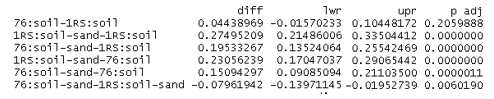 diff lwr upr p adj
76:soil-1RS:soil 0.04438969 -0.01570233 0.10448172 0.2059888
1RS:soil-sand-1RS:soil 0.27495209 0.21486006 0.33504412 0.0000000
76:soil-sand-1RS:soil 0.19533267 0.13524064 0.25542469 0.0000000
1RS:soil-sand-76:soil 0.23056239 0.17047037 0.29065442 0.0000000
76:soil-sand-76:soil 0.15094297 0.09085094 0.21103500 0.0000011
76:soil-sand-1RS:soil-sand -0.07961942 -0.13971145 -0.01952739 0.0060190